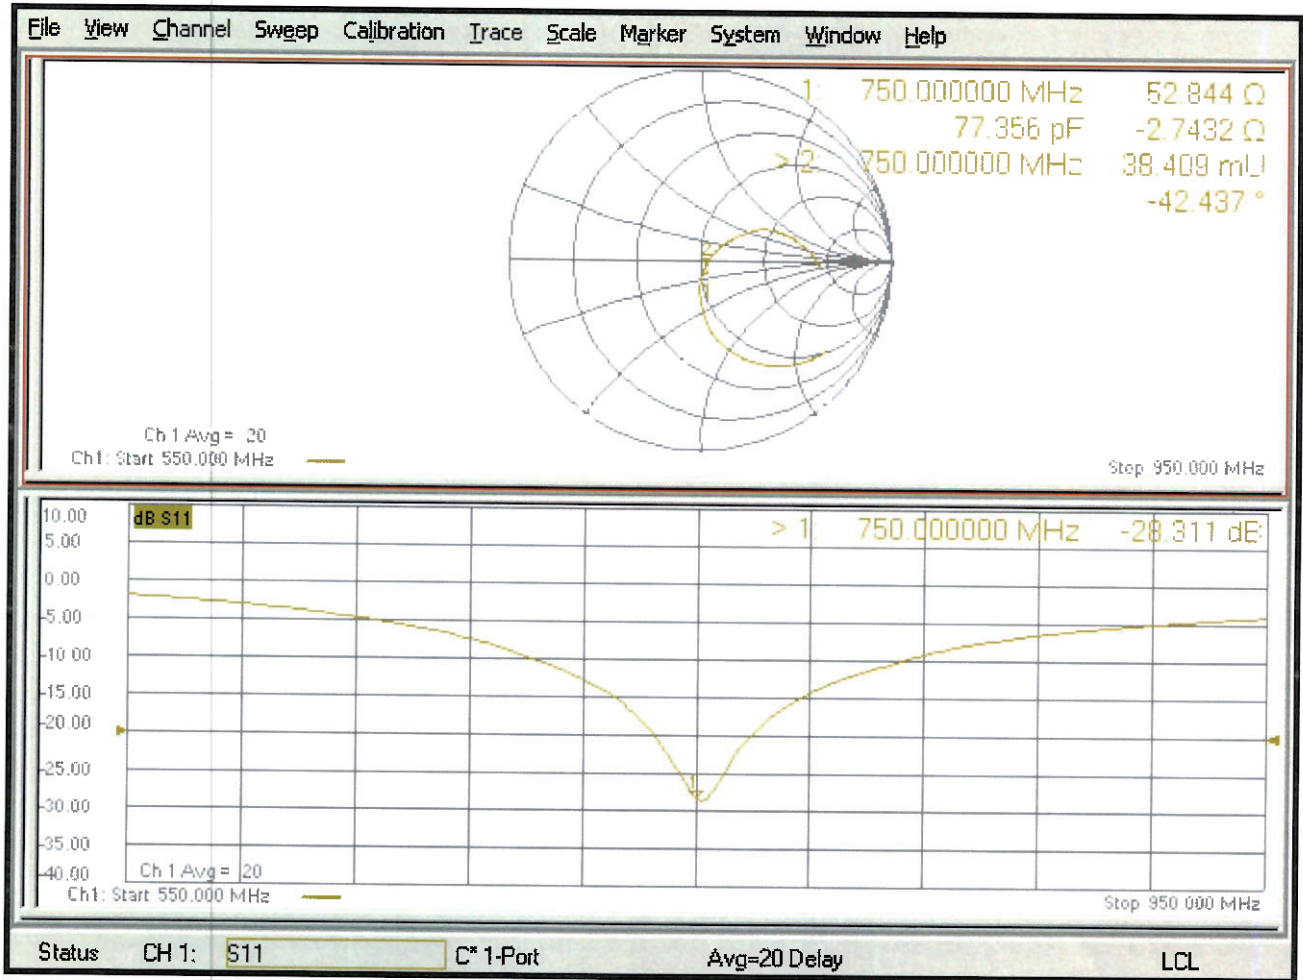 File View Channel Sweep Calibration Trace Scale Marker System Window Help
1: 750.000000 MHz 52.844 Ω
77.356 pF -2.7432 Ω
> 2: 750.000000 MHz 38.409 mU
-42.437 °
2
1
Ch 1 Avg = 20
Ch1: Start 550.000 MHz
Stop 950.000 MHz
10.00
dB S11
> 1: 750.000000 MHz -28.311 dB
5.00
0.00
-5.00
-10.00
-15.00
-20.00
-25.00
1
-30.00
-35.00
-40.00
Ch 1 Avg = 20
Ch1: Start 550.000 MHz
Stop 950.000 MHz
Status CH 1: S11 C* 1-Port Avg=20 Delay LCL